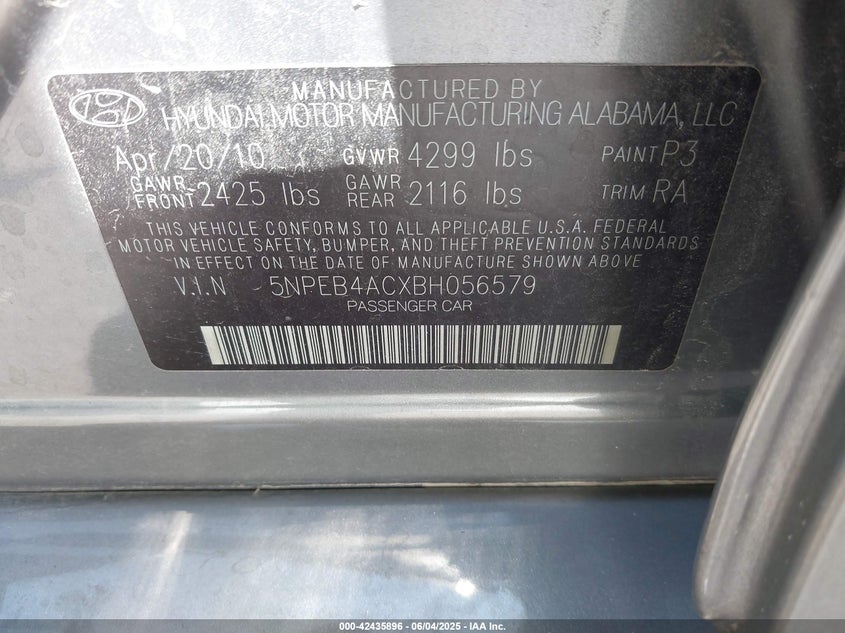 MANUFACTURED BY
HYUNDAI MOTOR MANUFACTURING ALABAMA, LLC
Apr/20/10 GVWR 4299 lbs PAINT P3
GAWR FRONT 2425 lbs GAWR REAR 2116 lbs TRIM RA
THIS VEHICLE CONFORMS TO ALL APPLICABLE U.S.A. FEDERAL
MOTOR VEHICLE SAFETY, BUMPER, AND THEFT PREVENTION STANDARDS
IN EFFECT ON THE DATE OF MANUFACTURE SHOWN ABOVE
V.I.N 5NPEB4ACXBH056579
PASSENGER CAR
000-42435896 - 06/04/2025 - IAA Inc.